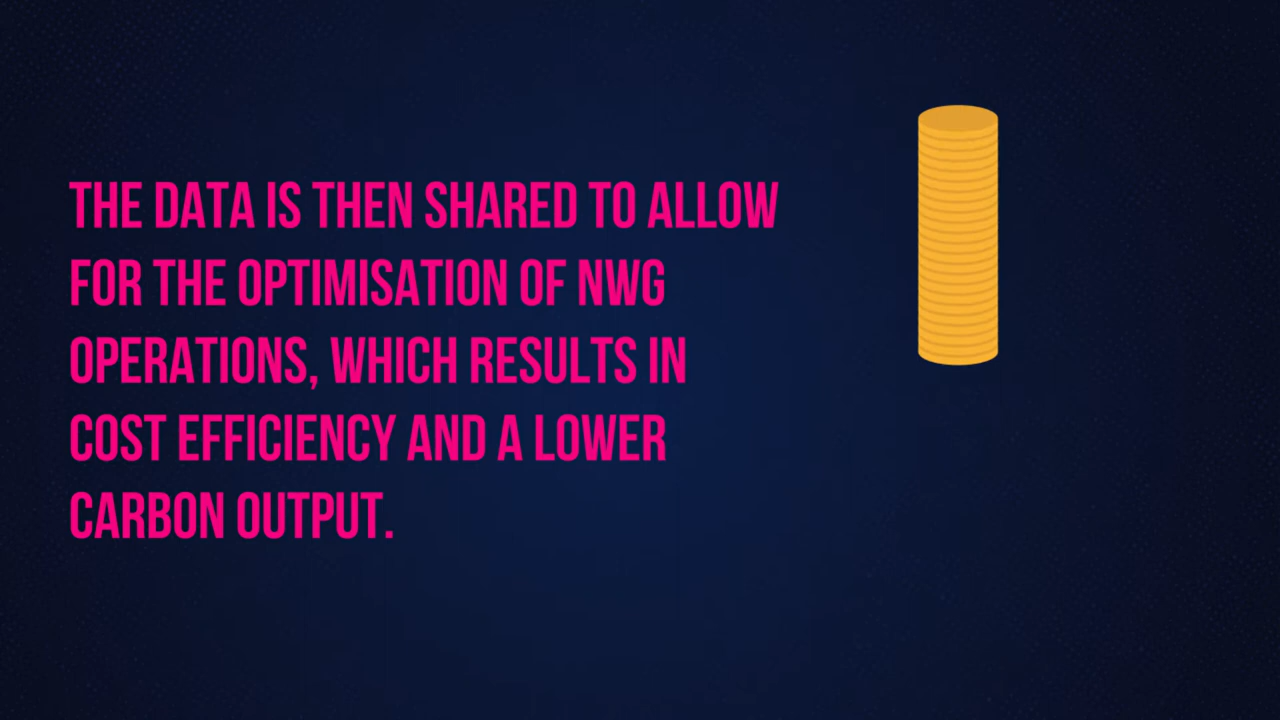 THE DATA IS THEN SHARED TO ALLOW
FOR THE OPTIMISATION OF NWG
OPERATIONS, WHICH RESULTS IN
COST EFFICIENCY AND A LOWER
CARBON OUTPUT.